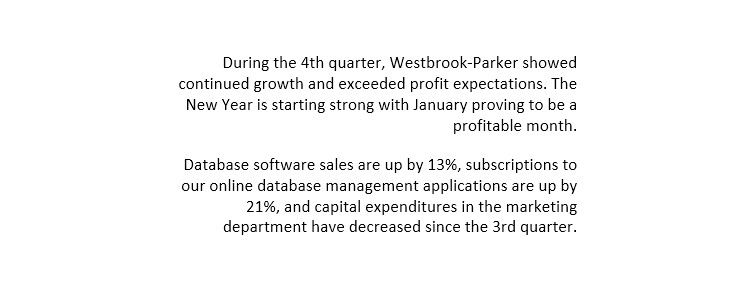 During the 4th quarter, Westbrook-Parker showed
continued growth and exceeded profit expectations. The
New Year is starting strong with January proving to be a
profitable month.
Database software sales are up by 13%, subscriptions to
our online database management applications are up by
21%, and capital expenditures in the marketing
department have decreased since the 3rd quarter.